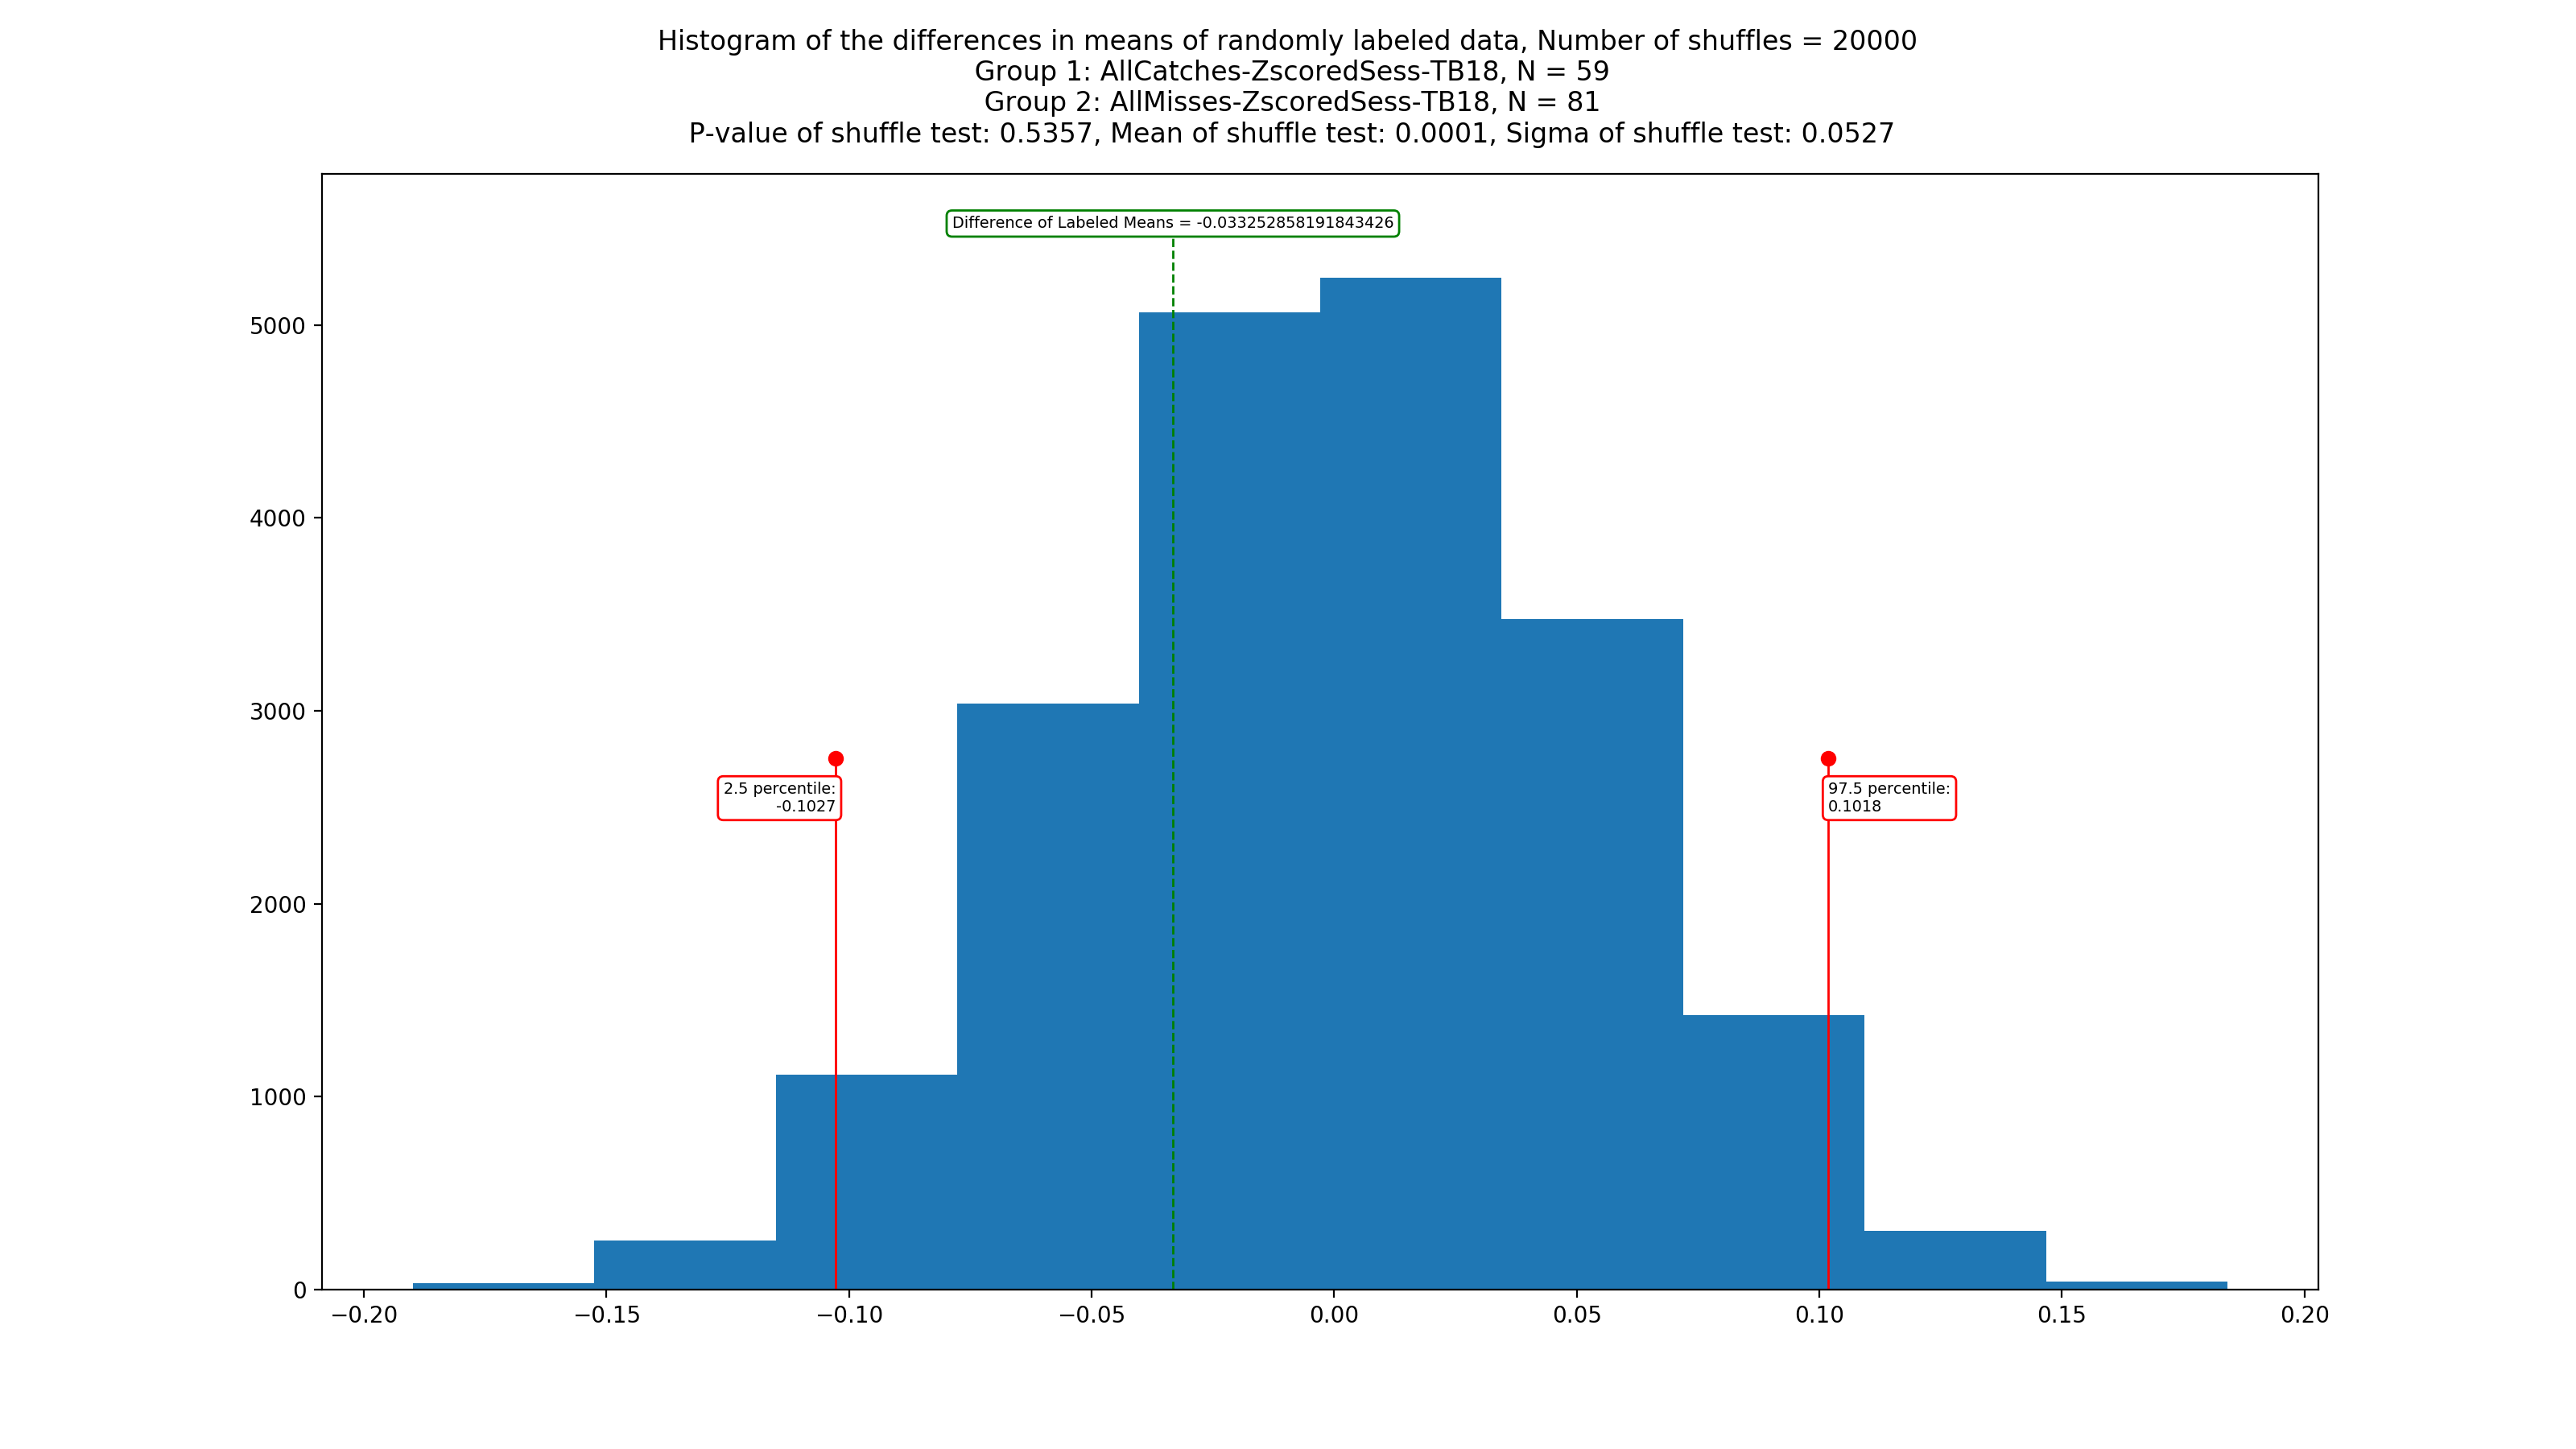 Histogram of the differences in means of randomly labeled data, Number of shuffles = 20000
Group 1: AllCatches-ZscoredSess-TB18, N = 59
Group 2: AllMisses-ZscoredSess-TB18, N = 81
P-value of shuffle test: 0.5357, Mean of shuffle test: 0.0001, Sigma of shuffle test: 0.0527
Difference of Labeled Means = -0.033252858191843426
5000
4000
3000
2.5 percentile:
-0.1027
97.5 percentile:
0.1018
2000
1000
0
−0.20 −0.15 −0.10 −0.05 0.00 0.05 0.10 0.15 0.20